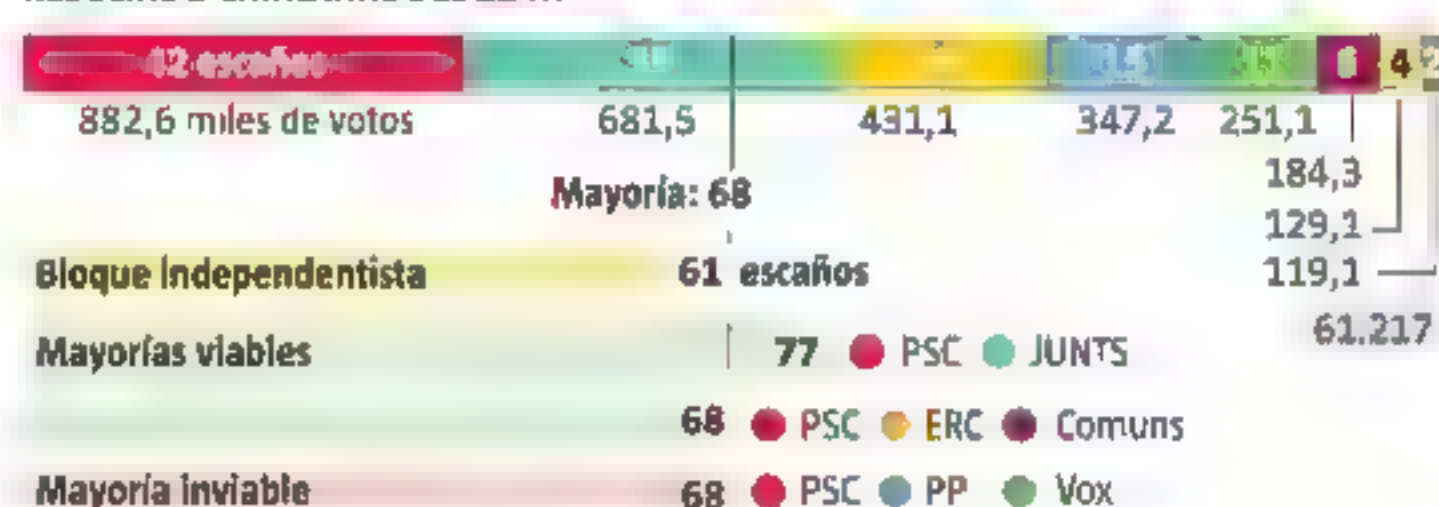 42 escaños 6 4 2
882,6 miles de votos 681,5 431,1 347,2 251,1
184,3
Mayoría: 68
129,1
Bloque Independentista 61 escaños 119,1
61.217
Mayorías viables 77 PSC JUNTS
68 PSC ERC Comuns
Mayoría inviable 68 PSC PP Vox